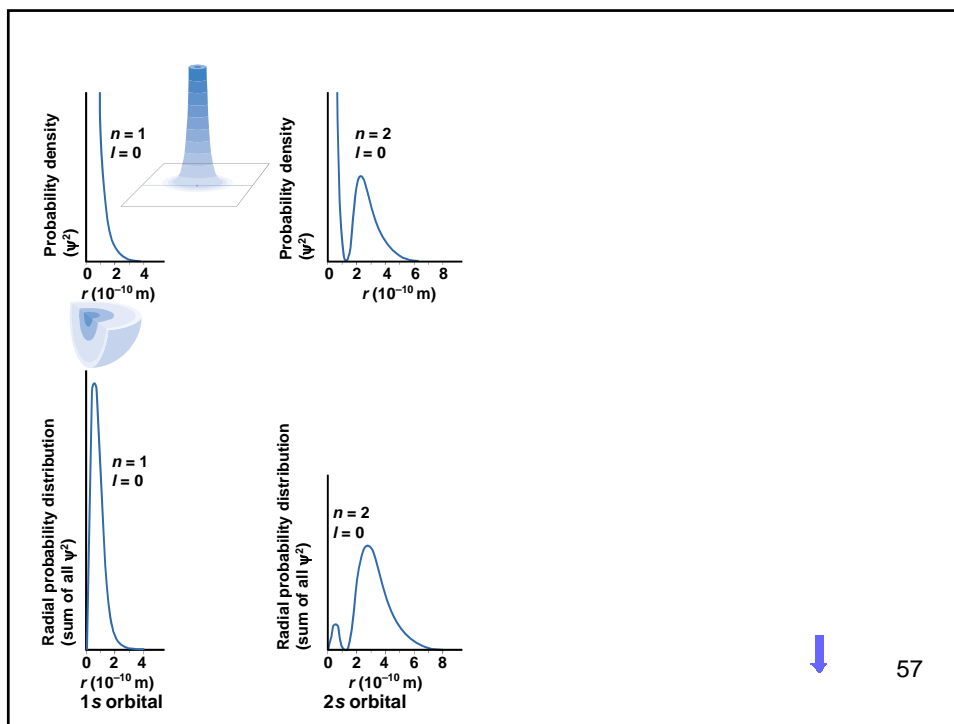 Probability density
(ψ²)
n = 1
l = 0
0 2 4
r (10⁻¹⁰ m)
Probability density
(ψ²)
n = 2
l = 0
0 2 4 6 8
r (10⁻¹⁰ m)
Radial probability distribution
(sum of all ψ²)
n = 1
l = 0
0 2 4
r (10⁻¹⁰ m)
1s orbital
Radial probability distribution
(sum of all ψ²)
n = 2
l = 0
0 2 4 6 8
r (10⁻¹⁰ m)
2s orbital
57